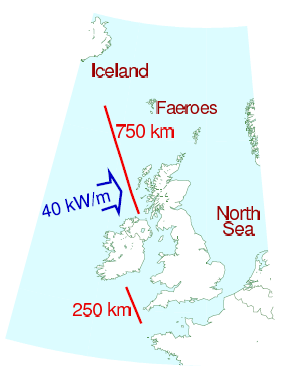 Iceland
Faeroes
750 km
40 kW/m
North
Sea
250 km